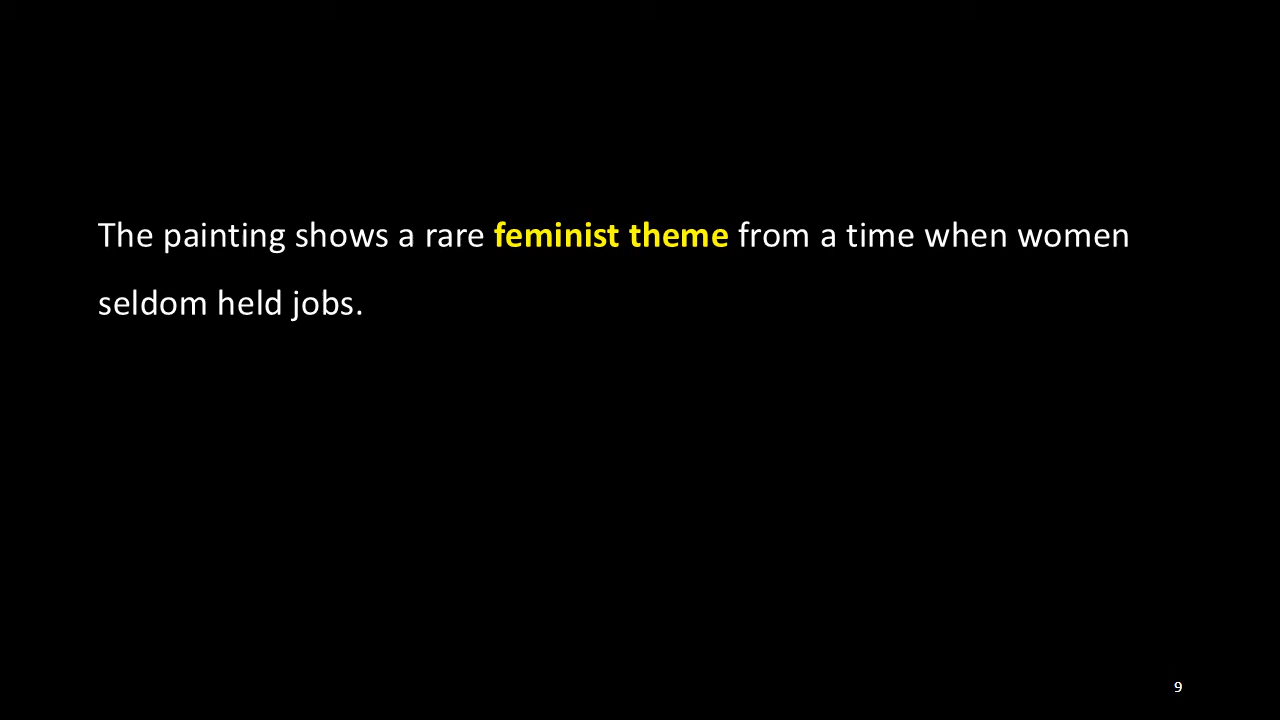 The painting shows a rare feminist theme from a time when women
seldom held jobs.
9